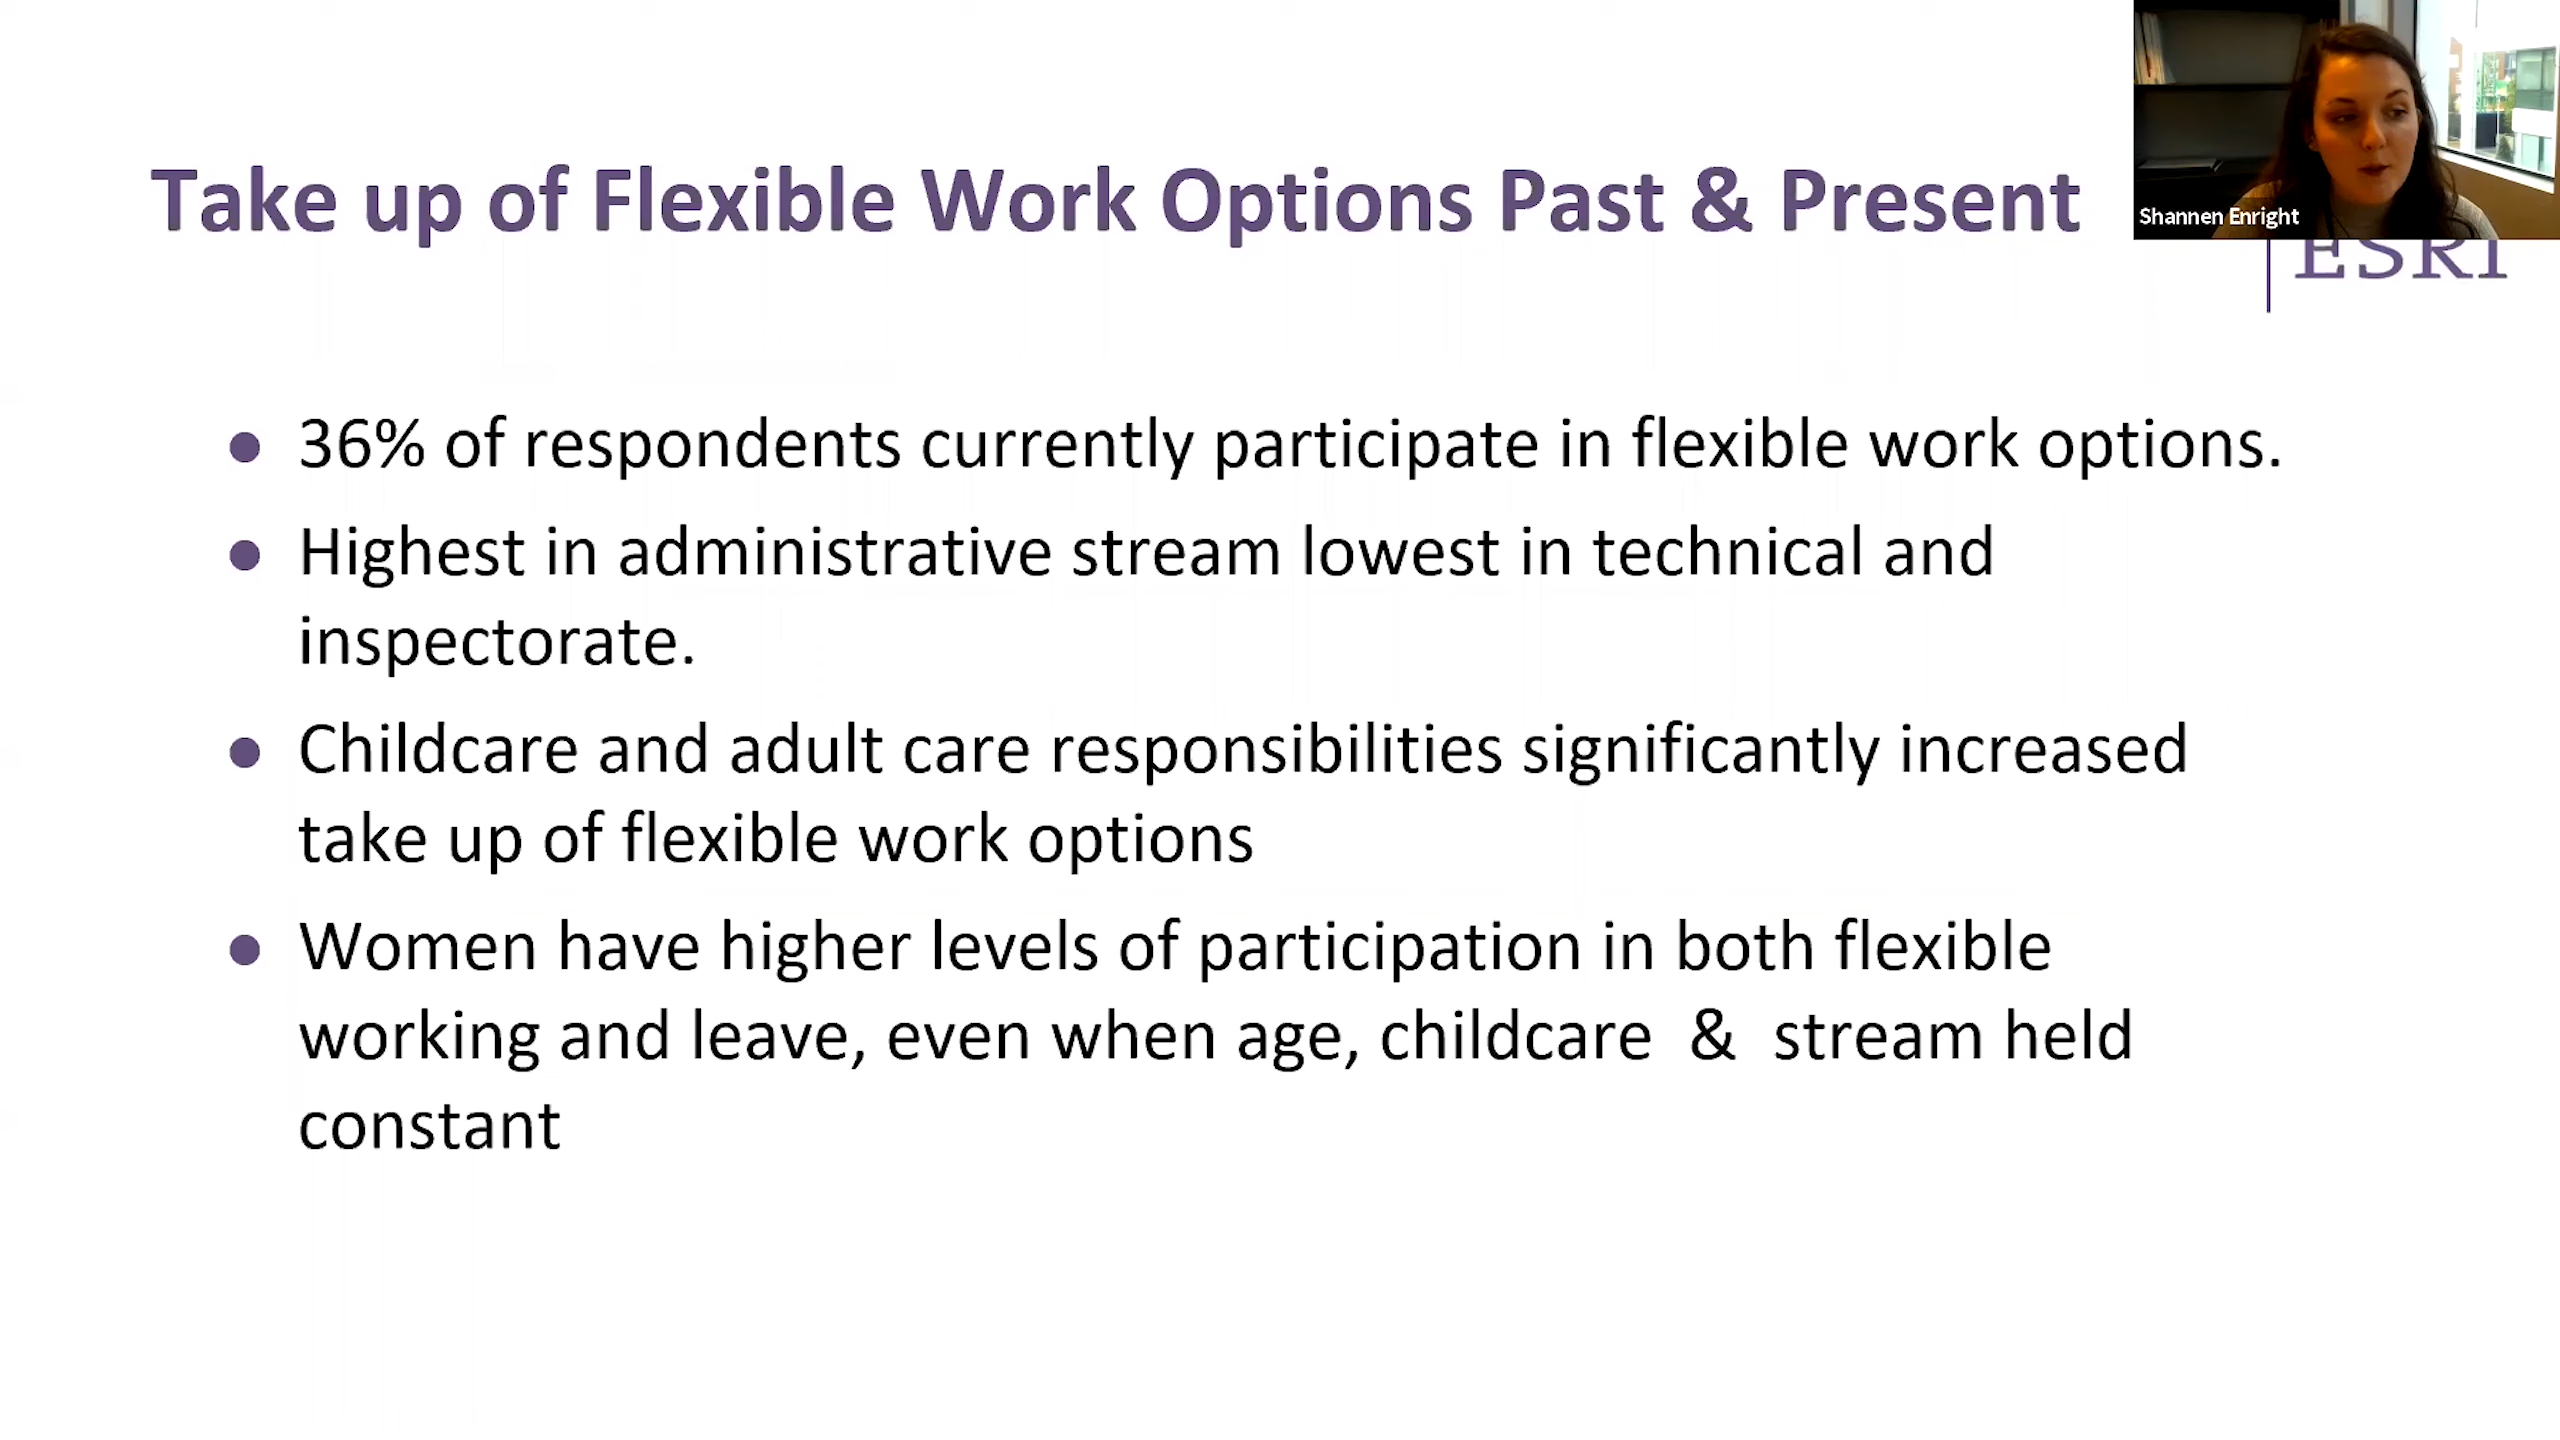 Take up of Flexible Work Options Past & Present
Shannen Enright
ESRI
● 36% of respondents currently participate in flexible work options.
● Highest in administrative stream lowest in technical and
inspectorate.
● Childcare and adult care responsibilities significantly increased
take up of flexible work options
● Women have higher levels of participation in both flexible
working and leave, even when age, childcare & stream held
constant